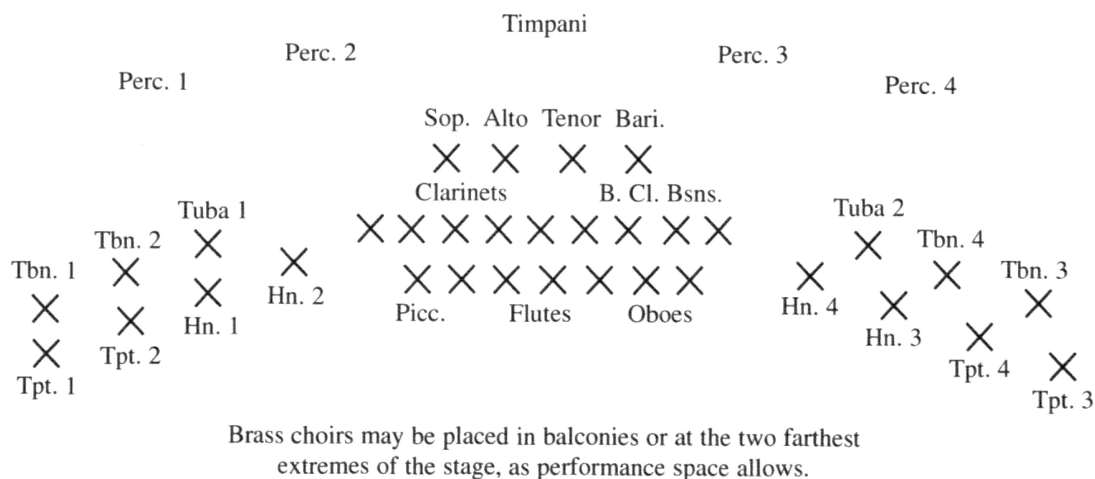 Timpani
Perc. 2
Perc. 3
Perc. 1
Perc. 4
Sop. Alto Tenor Bari.
Clarinets
B. Cl. Bsns.
Tuba 1
Tuba 2
Tbn. 2
Tbn. 4
Tbn. 1
Tbn. 3
Hn. 2
Hn. 4
Picc.
Flutes
Oboes
Hn. 1
Hn. 3
Tpt. 2
Tpt. 4
Tpt. 1
Tpt. 3
Brass choirs may be placed in balconies or at the two farthest
extremes of the stage, as performance space allows.